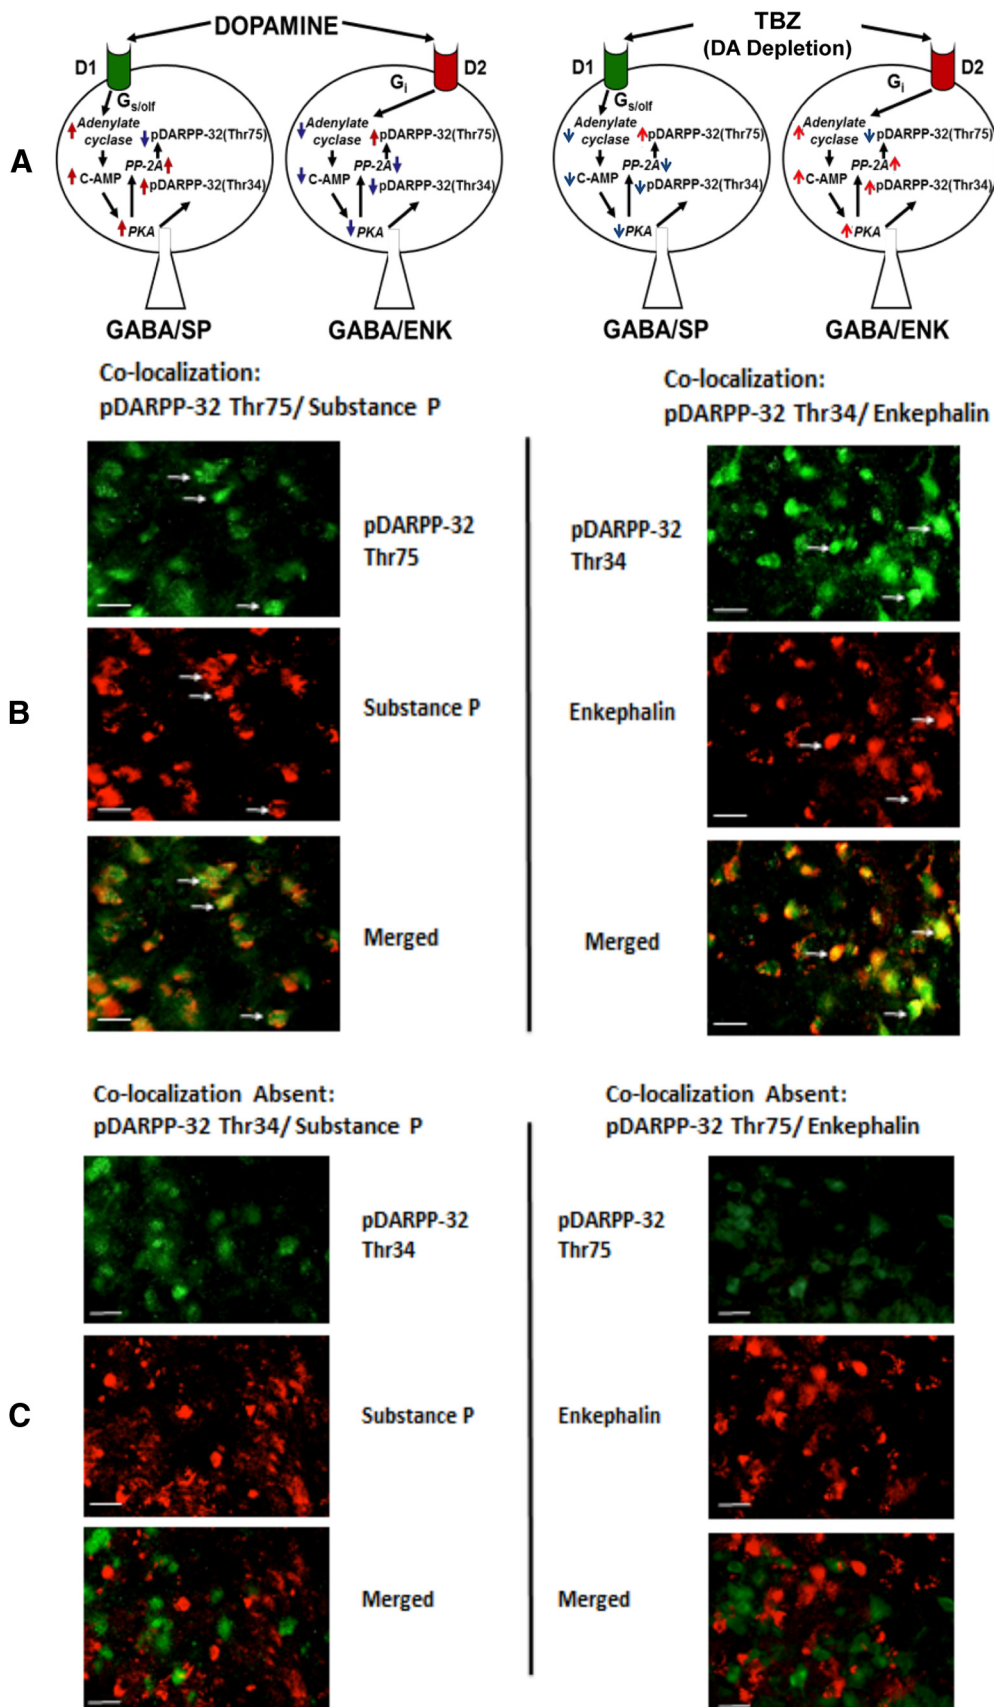 A
DOPAMINE
D1
D2
Gs/olf
Gi
Adenylate
cyclase
pDARPP-32(Thr75)
PP-2A
C-AMP
pDARPP-32(Thr34)
PKA
GABA/SP
Adenylate
cyclase
pDARPP-32(Thr75)
PP-2A
C-AMP
pDARPP-32(Thr34)
PKA
GABA/ENK
TBZ
(DA Depletion)
D1
D2
Gs/olf
Gi
Adenylate
cyclase
pDARPP-32(Thr75)
PP-2A
C-AMP
pDARPP-32(Thr34)
PKA
GABA/SP
Adenylate
cyclase
pDARPP-32(Thr75)
PP-2A
C-AMP
pDARPP-32(Thr34)
PKA
GABA/ENK
B
Co-localization:
pDARPP-32 Thr75/ Substance P
pDARPP-32
Thr75
Substance P
Merged
Co-localization:
pDARPP-32 Thr34/ Enkephalin
pDARPP-32
Thr34
Enkephalin
Merged
C
Co-localization Absent:
pDARPP-32 Thr34/ Substance P
pDARPP-32
Thr34
Substance P
Merged
Co-localization Absent:
pDARPP-32 Thr75/ Enkephalin
pDARPP-32
Thr75
Enkephalin
Merged